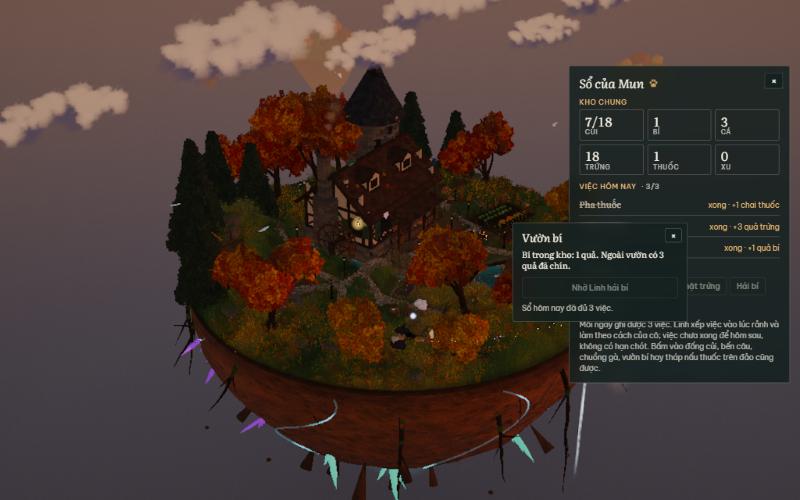 Sổ của Mun
×
KHO CHUNG
7/18
CỦI
1
BÍ
3
CÁ
18
TRỨNG
1
THUỐC
0
XU
VIỆC HÔM NAY · 3/3
Pha thuốc
xong · +1 chai thuốc
xong · +3 quả trứng
xong · +1 quả bí
Vườn bí
×
Bí trong kho: 1 quả. Ngoài vườn có 3
quả đã chín.
Nhờ Linh hái bí
Sổ hôm nay đã đủ 3 việc.
trứng
Hái bí
Mỗi ngày ghi được 3 việc. Linh xếp việc vào lúc rảnh và
làm theo cách của cô, việc chưa xong để hôm sau,
không có hạn chót. Bấm vào đống củi, bến câu,
chuồng gà, vườn bí hay tháp nấu thuốc trên đảo cũng
được.